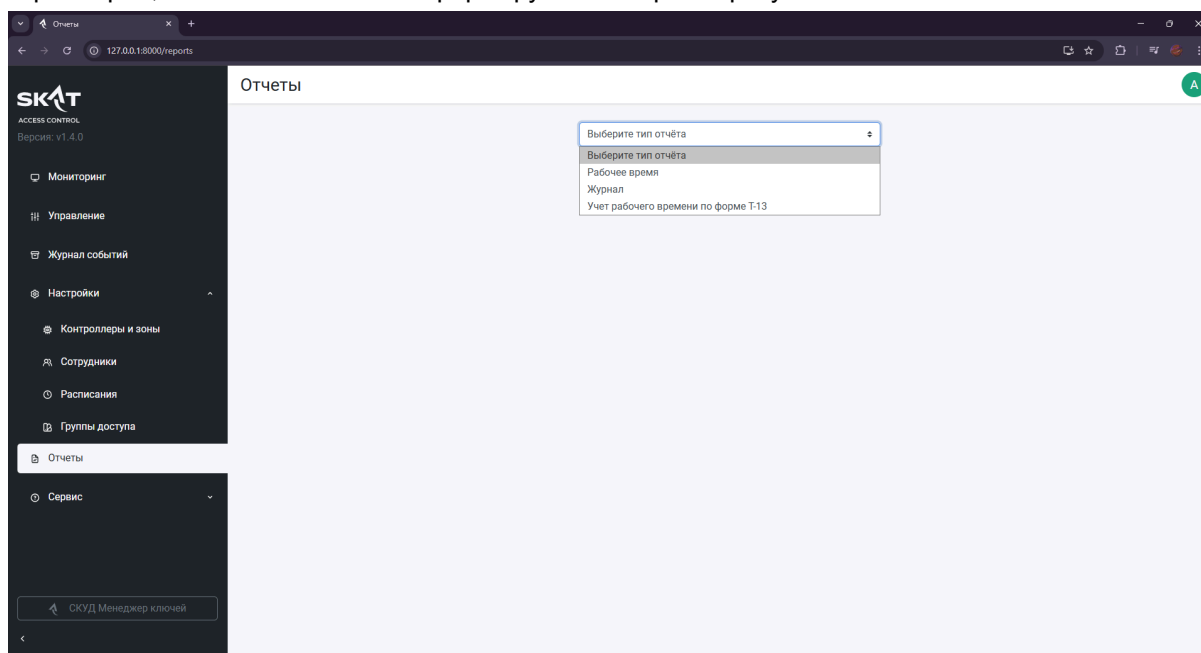 Отчеты
127.0.0.1:8000/reports
SKAT
ACCESS CONTROL
Версия: v1.4.0
Мониторинг
Управление
Журнал событий
Настройки
Контроллеры и зоны
Сотрудники
Расписания
Группы доступа
Отчеты
Сервис
СКУД Менеджер ключей
Отчеты
A
Выберите тип отчёта
Выберите тип отчёта
Рабочее время
Журнал
Учет рабочего времени по форме Т-13